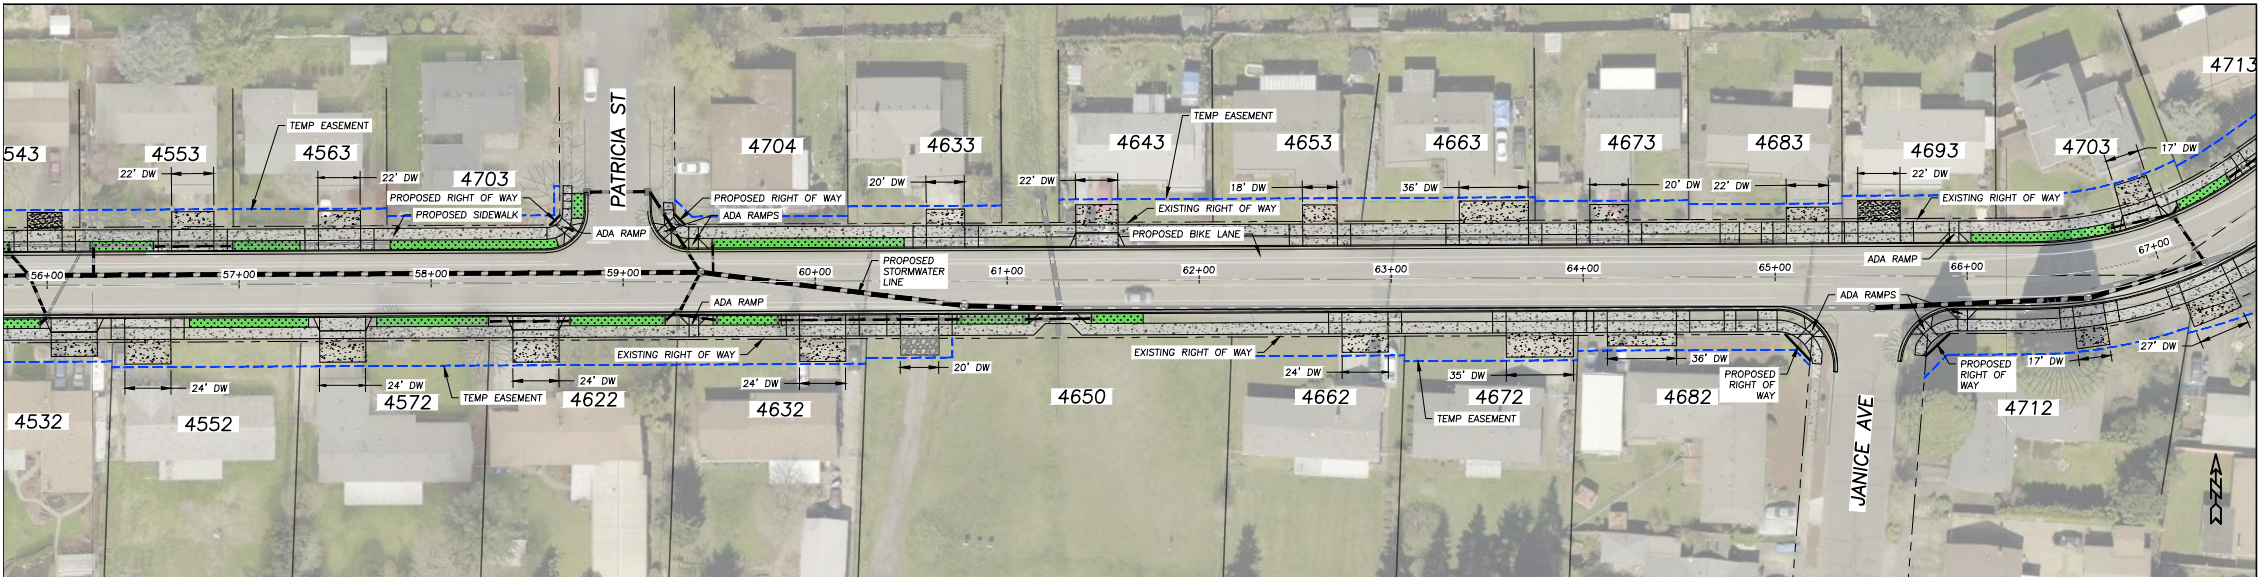 PATRICIA ST
4713
TEMP EASEMENT
TEMP EASEMENT
543
4553
4563
4703
4704
4633
4643
4653
4663
4673
4683
4693
4703
17' DW
22' DW
22' DW
20' DW
22' DW
18' DW
36' DW
20' DW
22' DW
22' DW
PROPOSED RIGHT OF WAY
PROPOSED SIDEWALK
PROPOSED RIGHT OF WAY
ADA RAMPS
ADA RAMP
EXISTING RIGHT OF WAY
PROPOSED BIKE LANE
EXISTING RIGHT OF WAY
ADA RAMP
PROPOSED
STORMWATER
LINE
56+00
57+00
58+00
59+00
60+00
61+00
62+00
63+00
64+00
65+00
66+00
67+00
ADA RAMP
ADA RAMPS
EXISTING RIGHT OF WAY
EXISTING RIGHT OF WAY
24' DW
24' DW
24' DW
24' DW
20' DW
24' DW
35' DW
36' DW
17' DW
27' DW
TEMP EASEMENT
TEMP EASEMENT
PROPOSED
RIGHT OF
WAY
PROPOSED
RIGHT OF
WAY
4532
4552
4572
4622
4632
4650
4662
4672
4682
4712
JANICE AVE
N